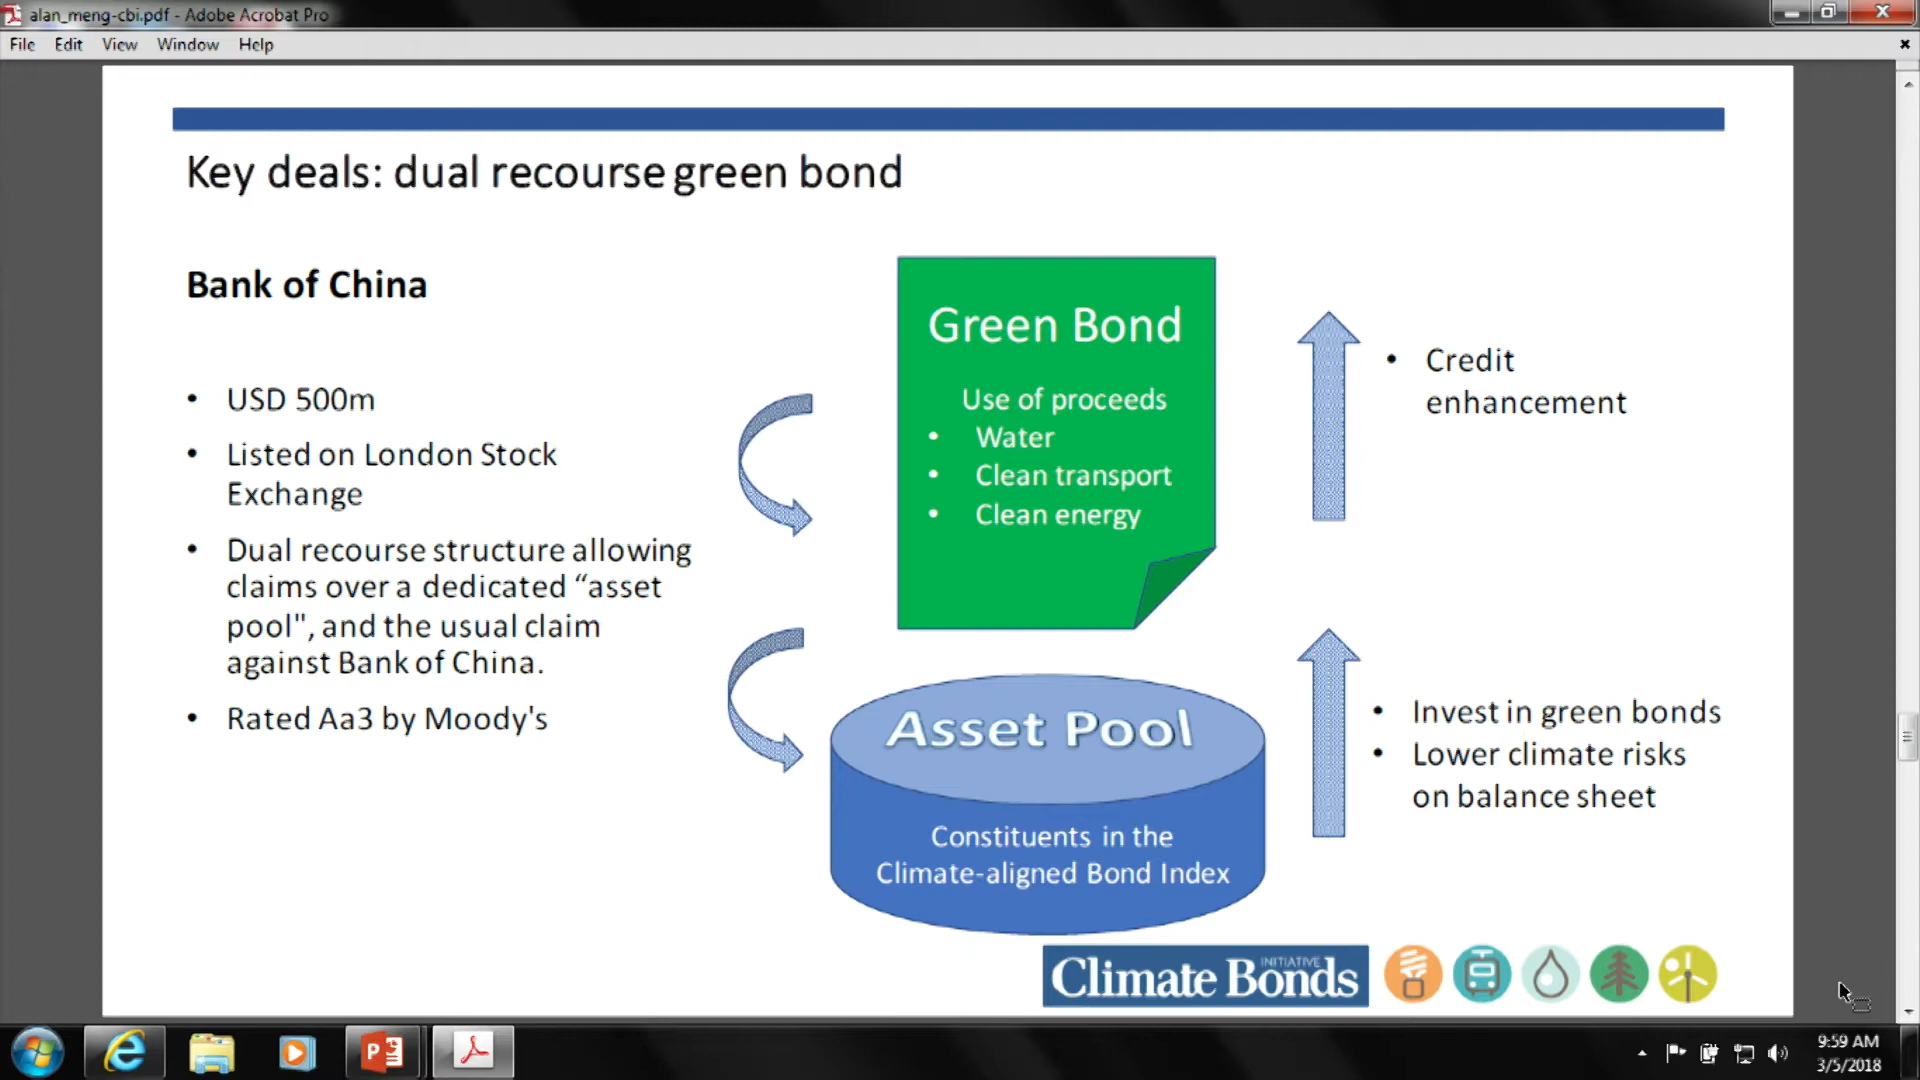 alan_meng-cbi.pdf - Adobe Acrobat Pro
File Edit View Window Help
Key deals: dual recourse green bond
Bank of China
• USD 500m
• Listed on London Stock
Exchange
• Dual recourse structure allowing
claims over a dedicated “asset
pool", and the usual claim
against Bank of China.
• Rated Aa3 by Moody's
Green Bond
Use of proceeds
• Water
• Clean transport
• Clean energy
Asset Pool
Constituents in the
Climate-aligned Bond Index
• Credit
enhancement
• Invest in green bonds
• Lower climate risks
on balance sheet
Climate Bonds INITIATIVE
9:59 AM
3/5/2018